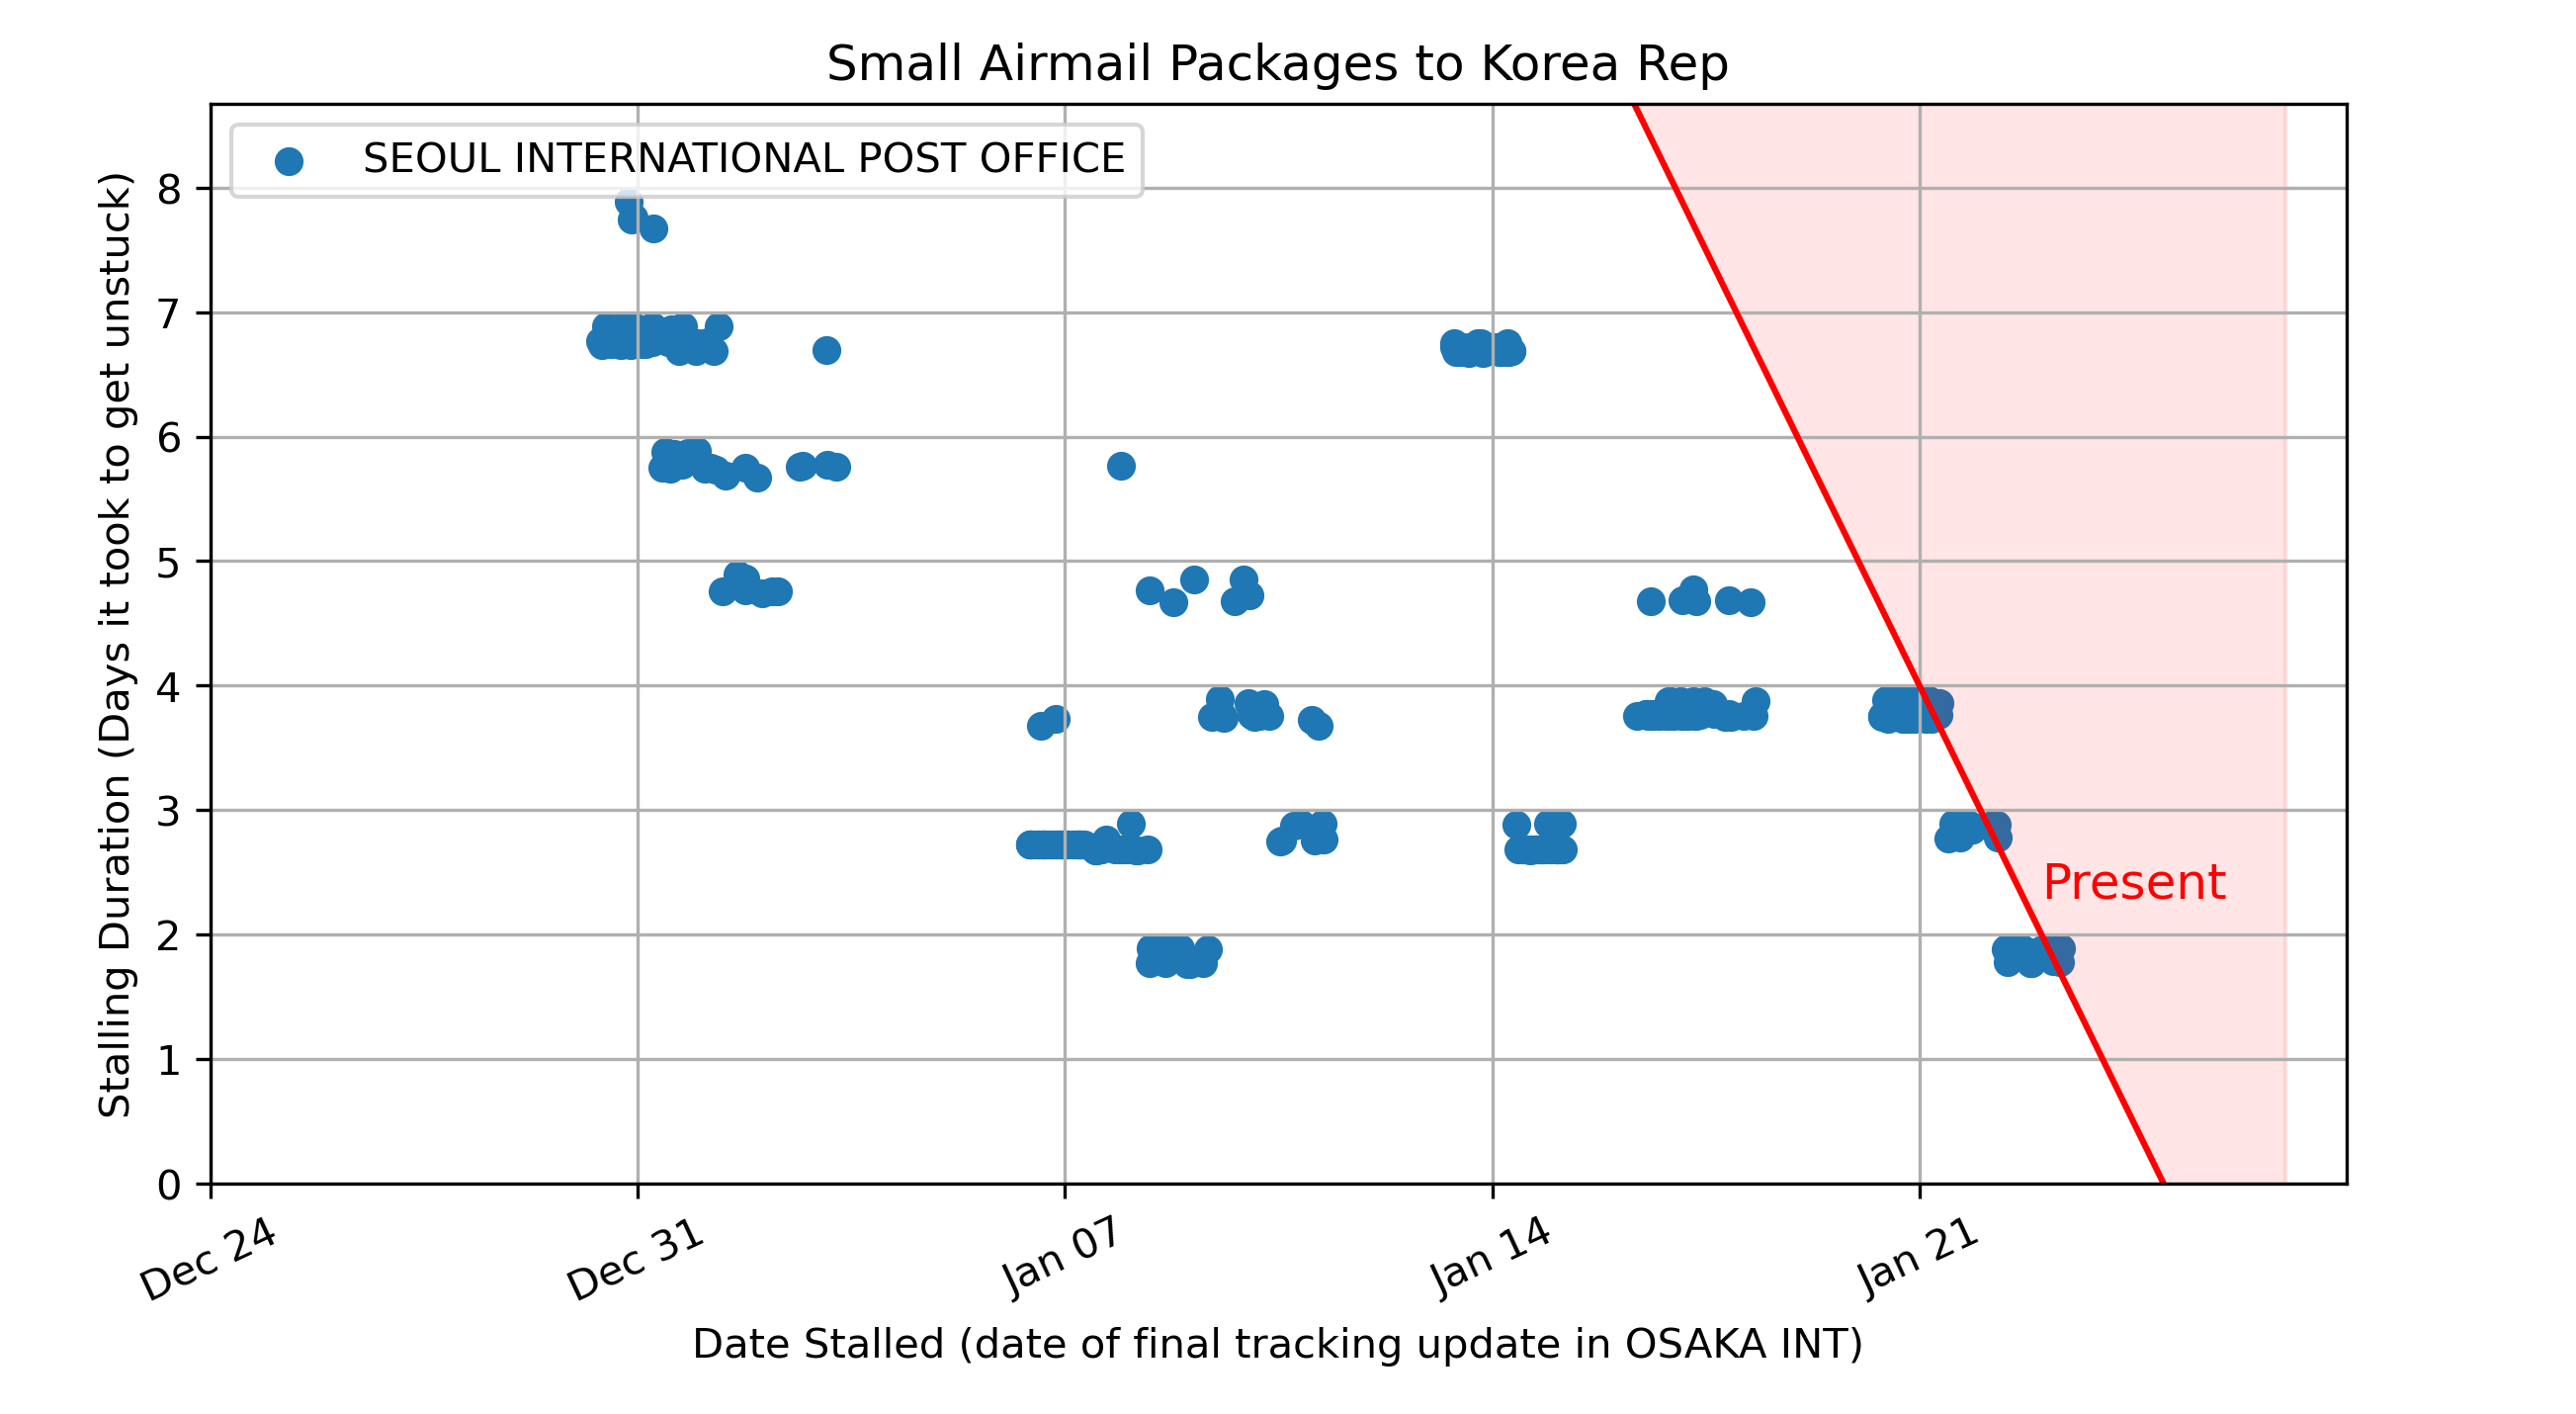 Small Airmail Packages to Korea Rep
SEOUL INTERNATIONAL POST OFFICE
Stalling Duration (Days it took to get unstuck)
8
7
6
5
4
3
2
1
0
Present
Dec 24
Dec 31
Jan 07
Jan 14
Jan 21
Date Stalled (date of final tracking update in OSAKA INT)